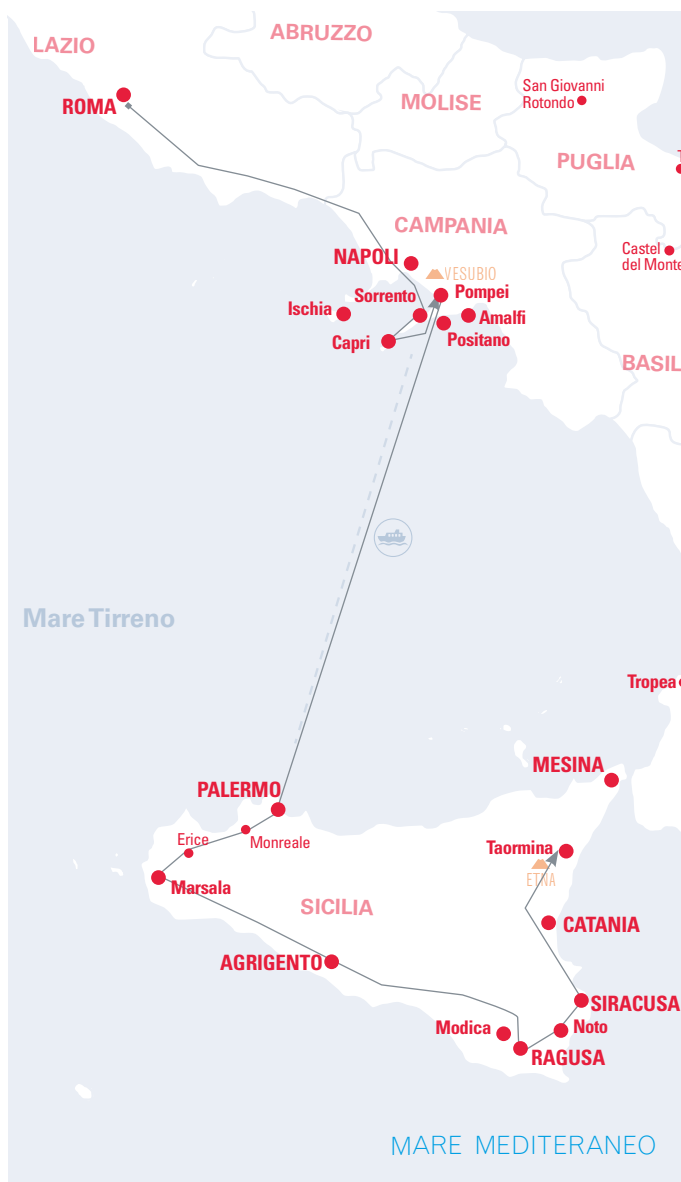 LAZIO
ABRUZZO
ROMA
MOLISE
San Giovanni
Rotondo
PUGLIA
T
CAMPANIA
NAPOLI
VESUBIO
Castel
del Monte
Sorrento
Pompei
Ischia
Amalfi
Capri
Positano
BASIL
Mare Tirreno
Tropea
MESINA
PALERMO
Erice
Monreale
Taormina
ETNA
Marsala
SICILIA
CATANIA
AGRIGENTO
SIRACUSA
Modica
Noto
RAGUSA
MARE MEDITERANEO